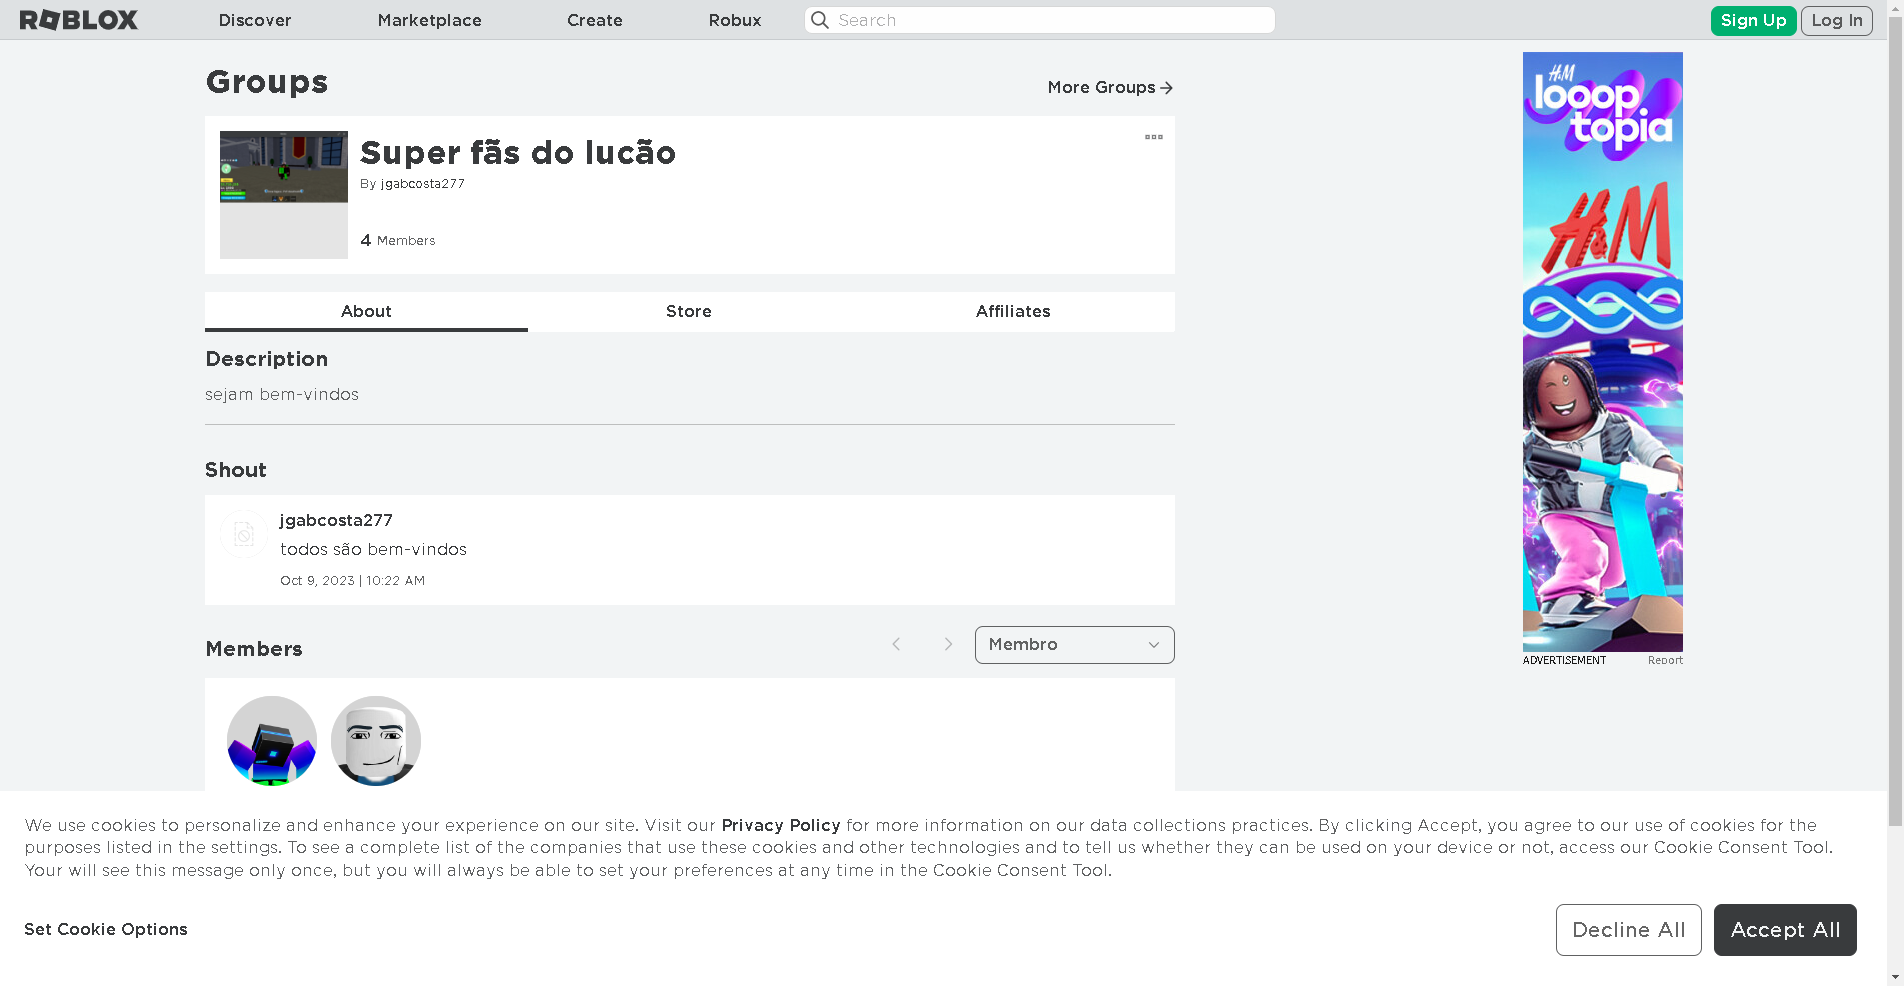 ROBLOX Discover Marketplace Create Robux Search Sign Up Log In
Groups
More Groups
Super fãs do lucão
By jgabcosta277
4 Members
About Store Affiliates
Description
sejam bem-vindos
Shout
jgabcosta277
todos são bem-vindos
Oct 9, 2023 | 10:22 AM
Members
Membro
H&M
looop
topia
H&M
ADVERTISEMENT Report
We use cookies to personalize and enhance your experience on our site. Visit our Privacy Policy for more information on our data collections practices. By clicking Accept, you agree to our use of cookies for the
purposes listed in the settings. To see a complete list of the companies that use these cookies and other technologies and to tell us whether they can be used on your device or not, access our Cookie Consent Tool.
Your will see this message only once, but you will always be able to set your preferences at any time in the Cookie Consent Tool.
Set Cookie Options
Decline All
Accept All